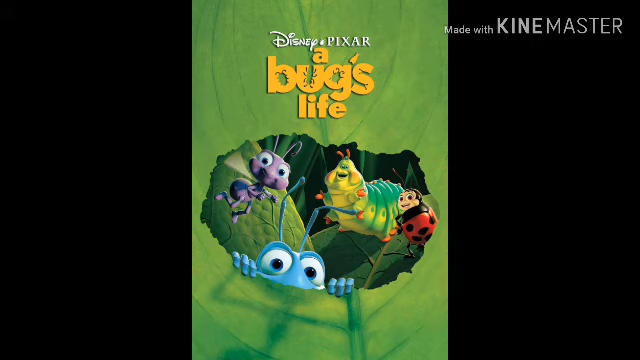 Made with KINEMASTER
Disney • PIXAR
a
bug's
life